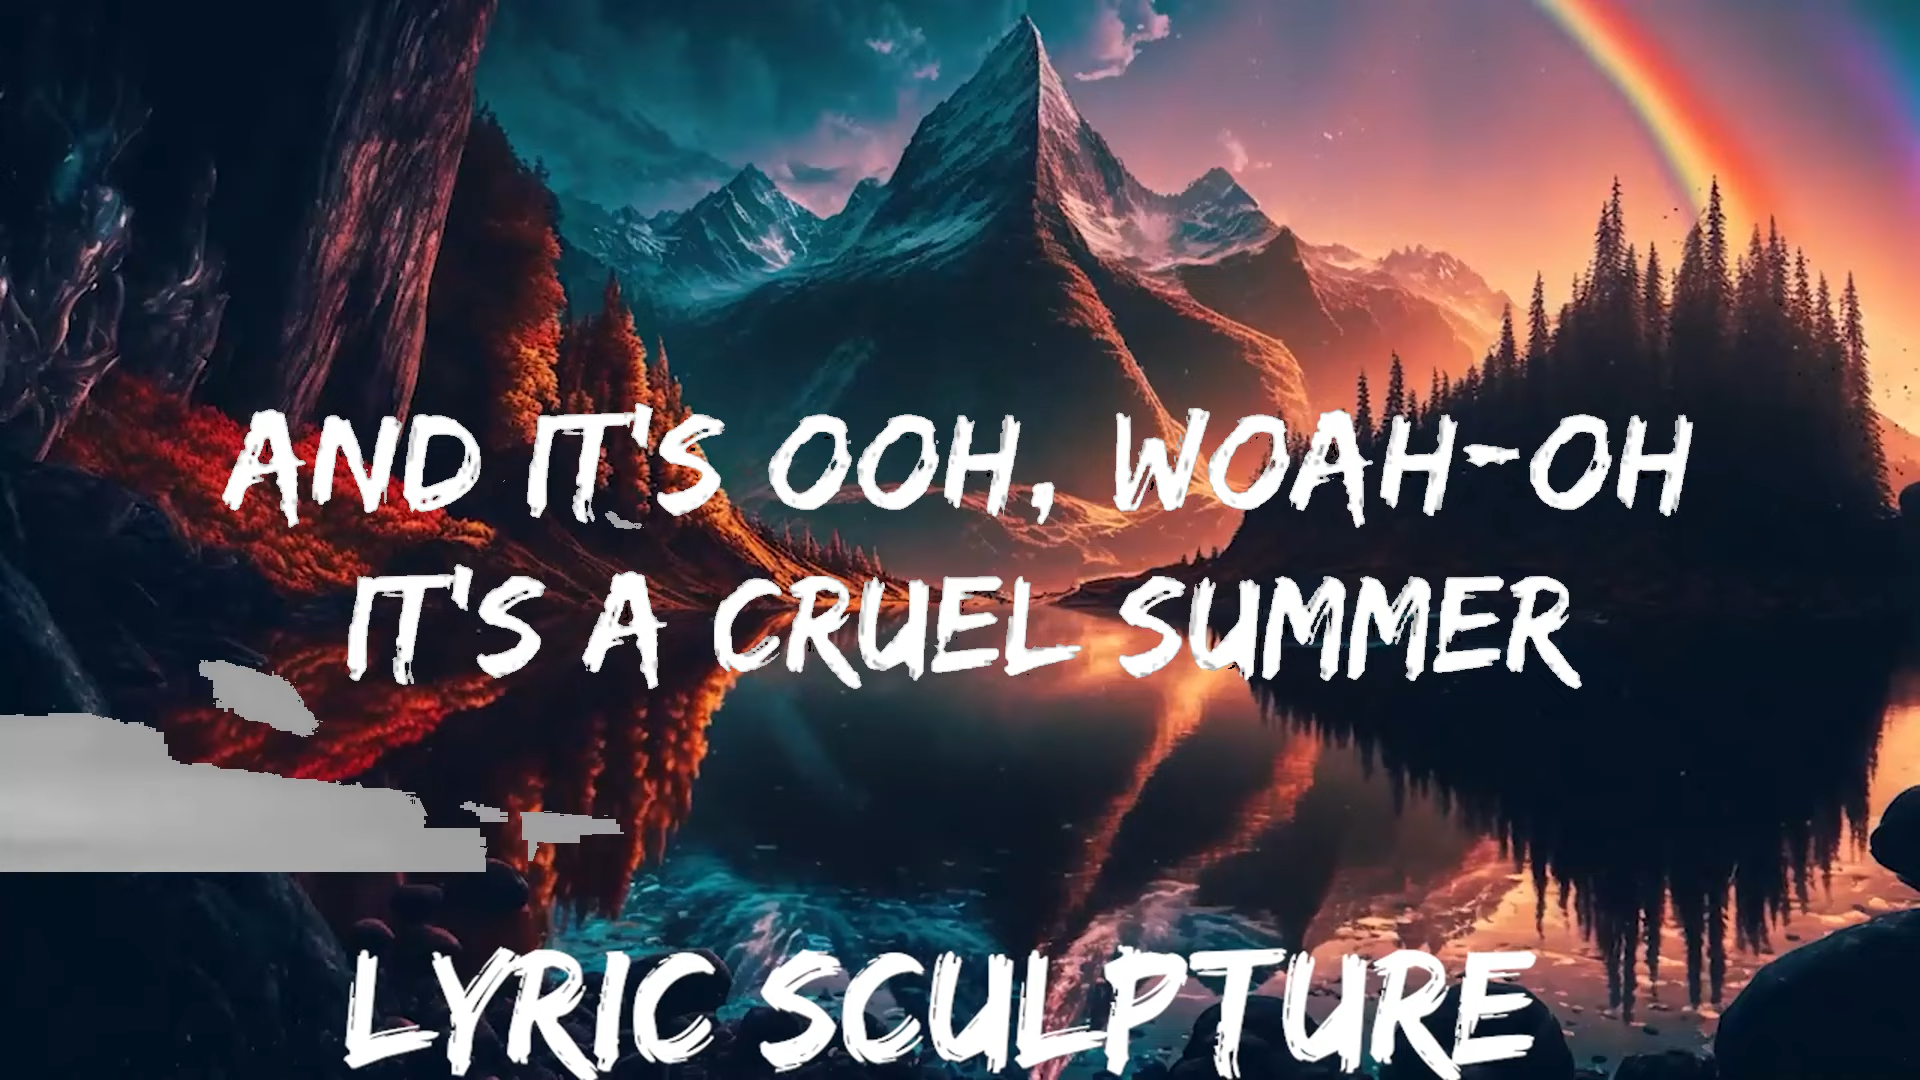 AND IT'S OOH, WOAH-OH
IT'S A CRUEL SUMMER
LYRIC SCULPTURE